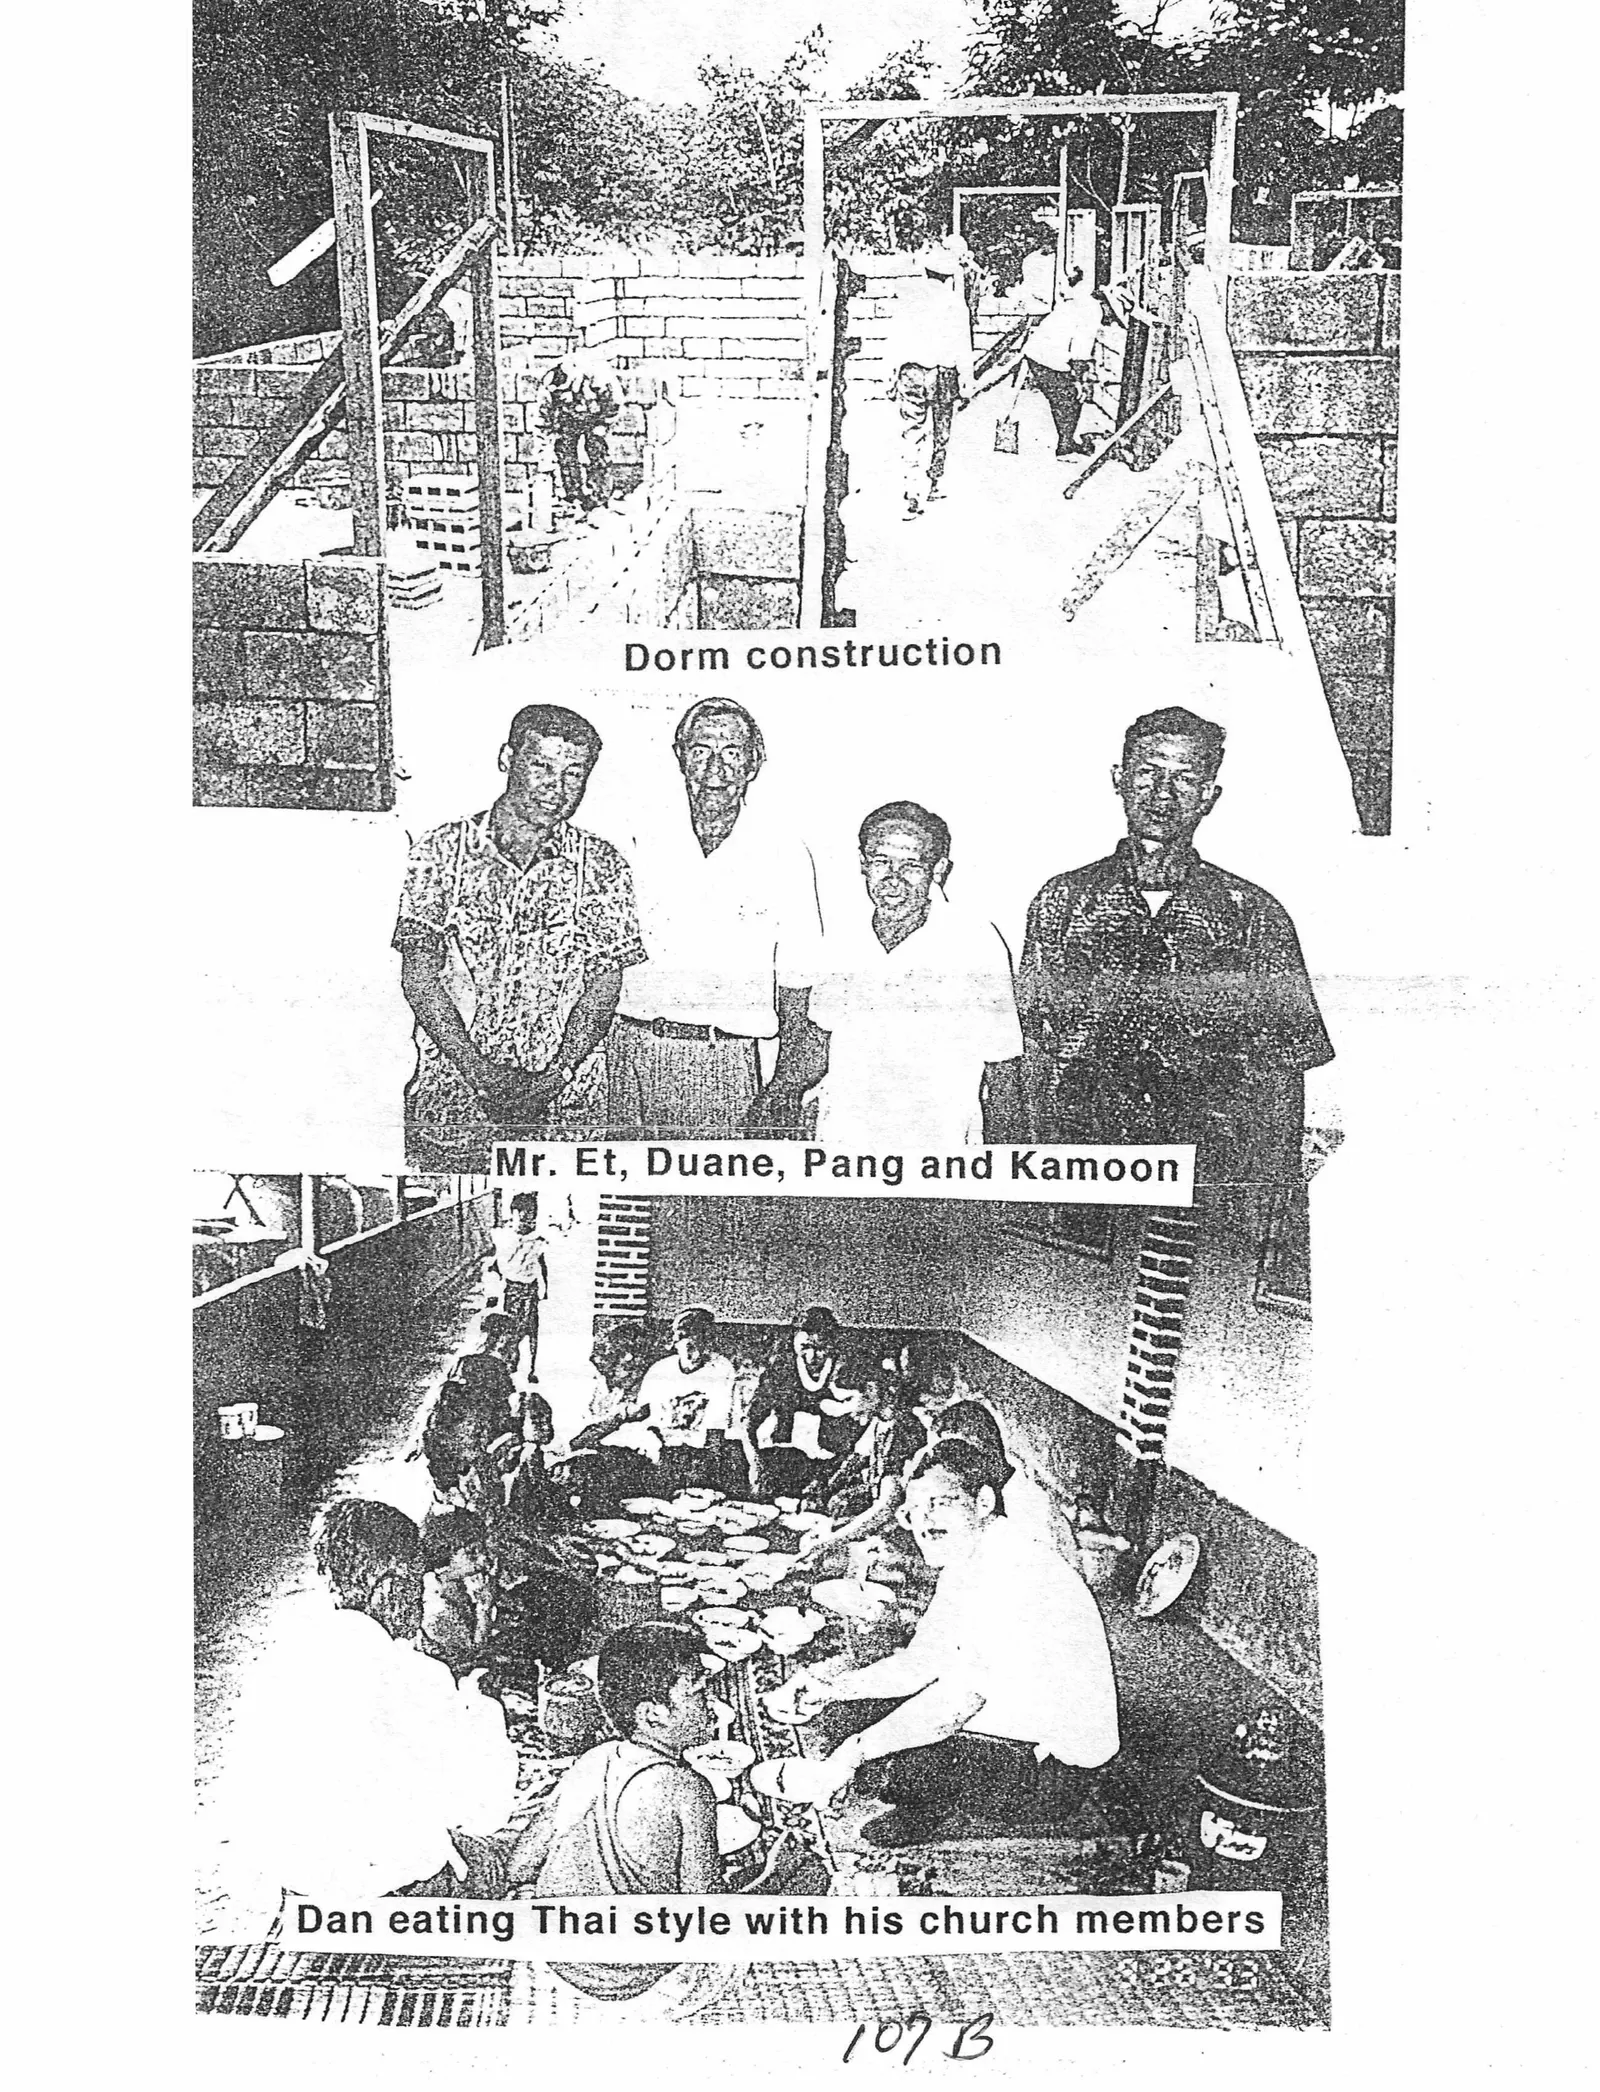 Dorm construction
Mr. Et, Duane, Pang and Kamoon
Dan eating Thai style with his church members
107 B